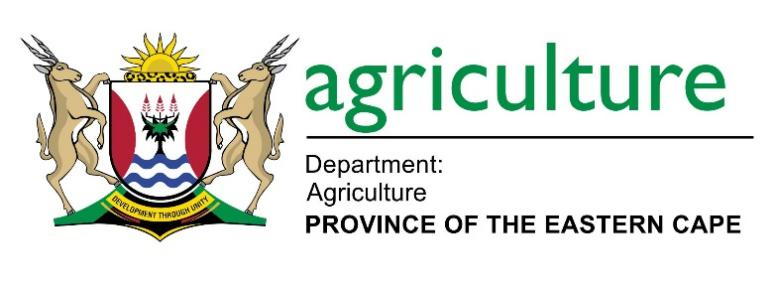 agriculture
Department:
Agriculture
PROVINCE OF THE EASTERN CAPE
DEVELOPMENT THROUGH UNITY